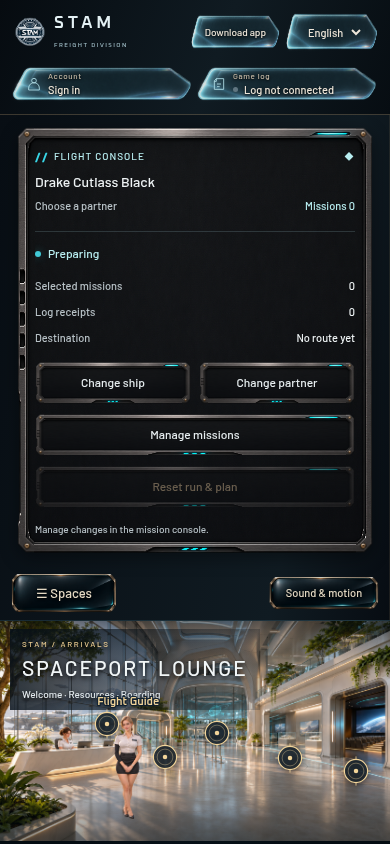 STAM
FREIGHT DIVISION
Download app
English
Account
Sign in
Game log
Log not connected
// FLIGHT CONSOLE
Drake Cutlass Black
Choose a partner
Missions 0
Preparing
Selected missions
0
Log receipts
0
Destination
No route yet
Change ship
Change partner
Manage missions
Reset run & plan
Manage changes in the mission console.
☰ Spaces
Sound & motion
STAM / ARRIVALS
SPACEPORT LOUNGE
Welcome · Resources · Boarding
Flight Guide